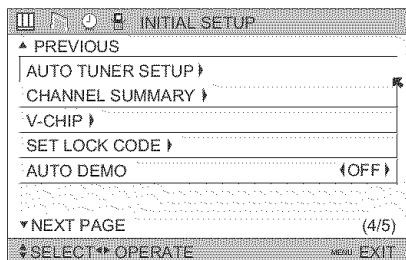 INITIAL SETUP
▲ PREVIOUS
AUTO TUNER SETUP ▶
CHANNEL SUMMARY ▶
V-CHIP ▶
SET LOCK CODE ▶
AUTO DEMO ◀OFF▶
▼NEXT PAGE (4/5)
SELECT OPERATE MENU EXIT